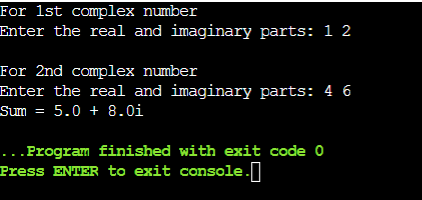 For 1st complex number
Enter the real and imaginary parts: 1 2
For 2nd complex number
Enter the real and imaginary parts: 4 6
Sum = 5.0 + 8.0i
...Program finished with exit code 0
Press ENTER to exit console.